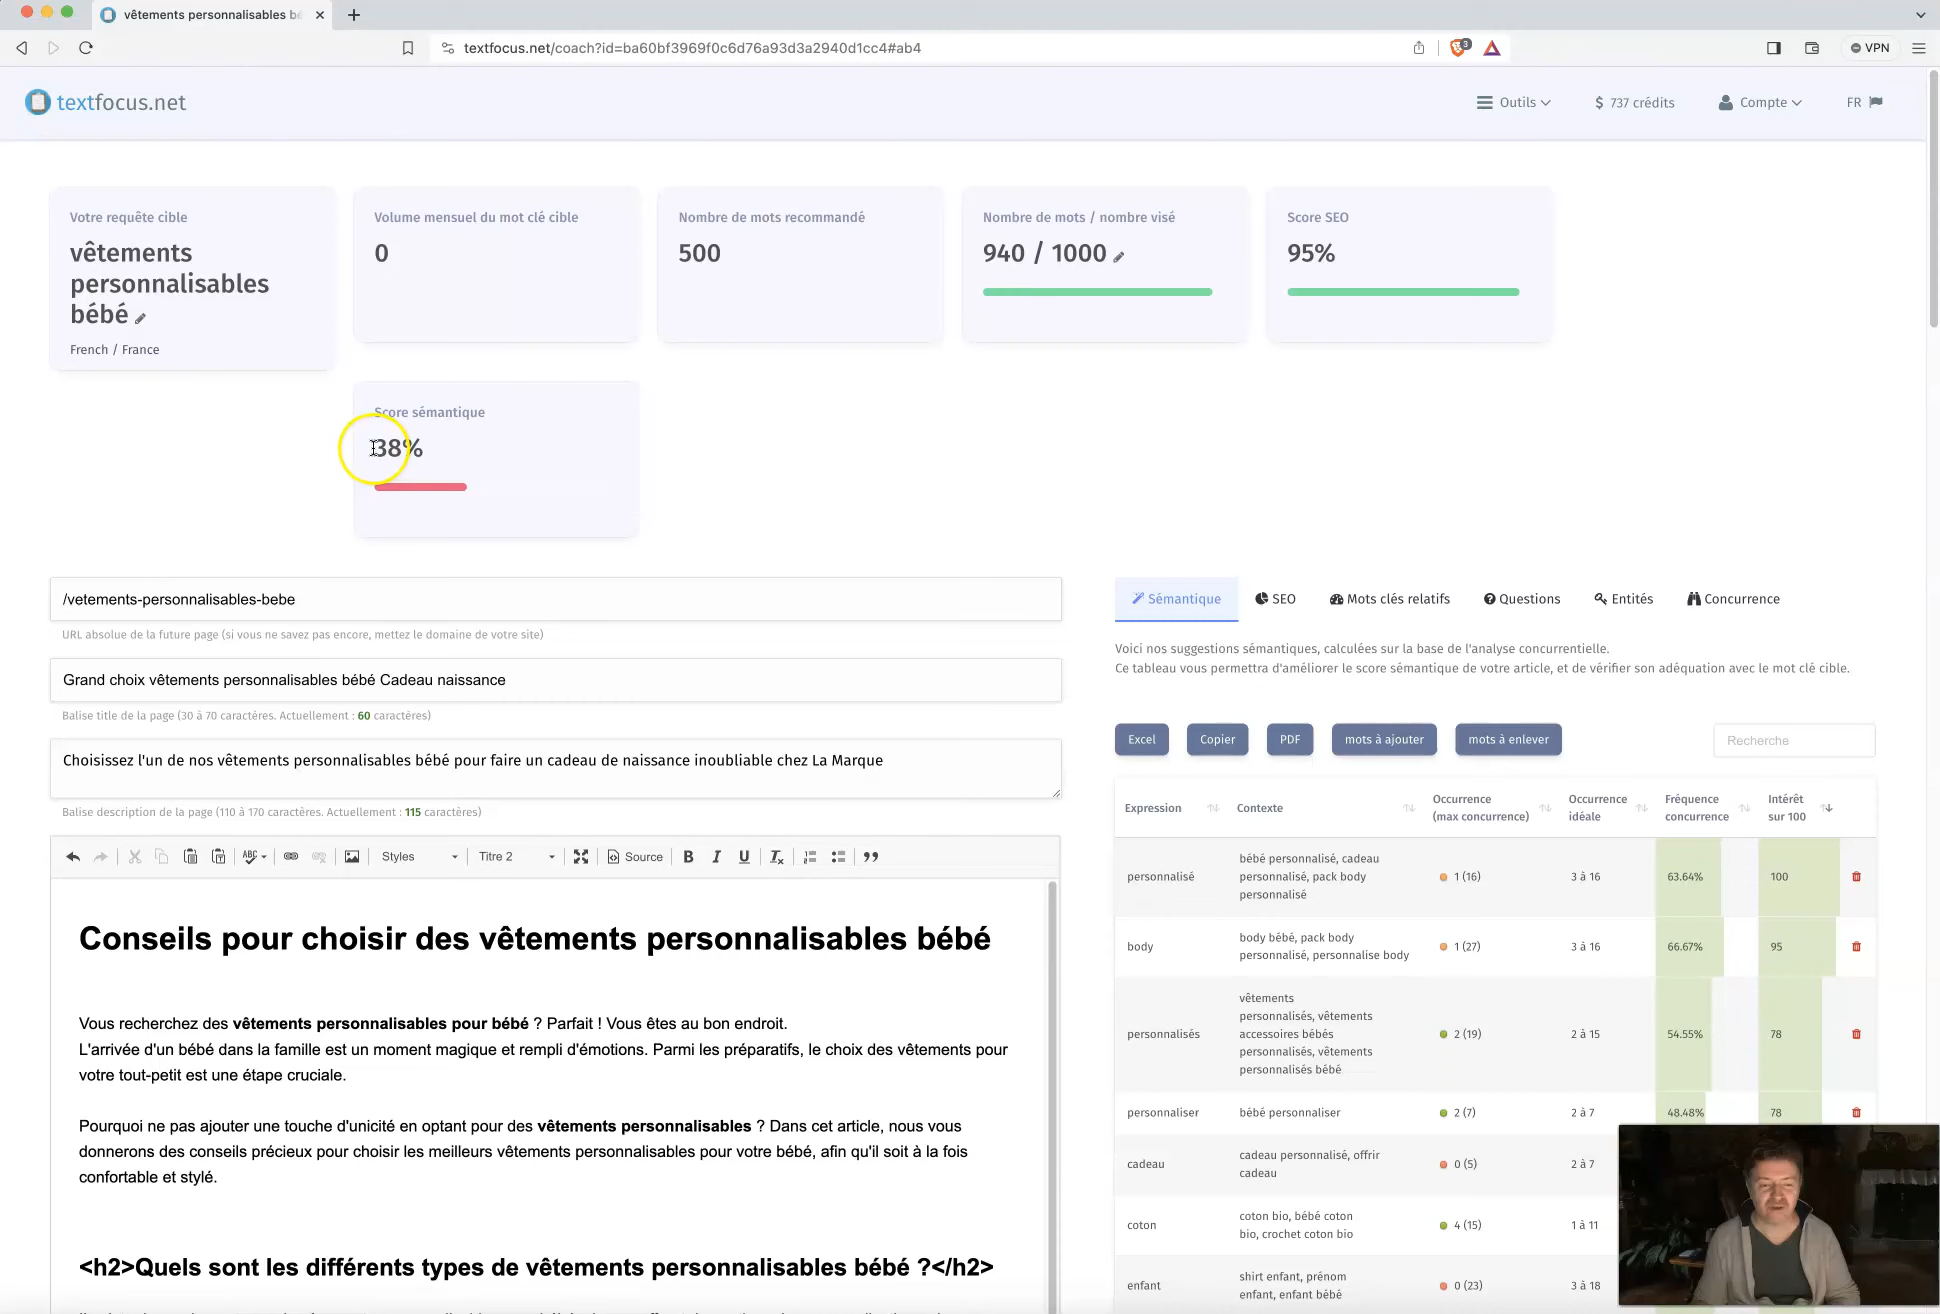 vêtements personnalisables bé
textfocus.net/coach?id=ba60bf3969f0c6d76a93d3a2940d1cc4#ab4
3
VPN
textfocus.net
Outils
$ 737 crédits
Compte
FR
Votre requête cible
vêtements
personnalisables
bébé
French / France
Volume mensuel du mot clé cible
0
Nombre de mots recommandé
500
Nombre de mots / nombre visé
940 / 1000
Score SEO
95%
Score sémantique
38%
/vetements-personnalisables-bebe
URL absolue de la future page (si vous ne savez pas encore, mettez le domaine de votre site)
Grand choix vêtements personnalisables bébé Cadeau naissance
Balise title de la page (30 à 70 caractéres. Actuellement : 60 caractères)
Choisissez l'un de nos vêtements personnalisables bébé pour faire un cadeau de naissance inoubliable chez La Marque
Balise description de la page (110 à 170 caractères. Actuellement : 115 caractères)
Styles
Titre 2
Source
B
I
U
Conseils pour choisir des vêtements personnalisables bébé
Vous recherchez des vêtements personnalisables pour bébé ? Parfait ! Vous êtes au bon endroit.
L'arrivée d'un bébé dans la famille est un moment magique et rempli d'émotions. Parmi les préparatifs, le choix des vêtements pour
votre tout-petit est une étape cruciale.
Pourquoi ne pas ajouter une touche d'unicité en optant pour des vêtements personnalisables ? Dans cet article, nous vous
donnerons des conseils précieux pour choisir les meilleurs vêtements personnalisables pour votre bébé, afin qu'il soit à la fois
confortable et stylé.
<h2>Quels sont les différents types de vêtements personnalisables bébé ?</h2>
Sémantique
SEO
Mots clés relatifs
Questions
Entités
Concurrence
Voici nos suggestions sémantiques, calculées sur la base de l'analyse concurrentielle.
Ce tableau vous permettra d'améliorer le score sémantique de votre article, et de vérifier son adéquation avec le mot clé cible.
Excel
Copier
PDF
mots à ajouter
mots à enlever
Recherche
Expression
Contexte
Occurrence
(max concurrence)
Occurrence
idéale
Fréquence
concurrence
Intérêt
sur 100
personnalisé
bébé personnalisé, cadeau
personnalisé, pack body
personnalisé
1 (16)
3 à 16
63.64%
100
body
body bébé, pack body
personnalisé, personnalise body
1 (27)
3 à 16
66.67%
95
personnalisés
vêtements
personnalisés, vêtements
accessoires bébés
personnalisés, vêtements
personnalisés bébé
2 (19)
2 à 15
54.55%
78
personnaliser
bébé personnaliser
2 (7)
2 à 7
48.48%
78
cadeau
cadeau personnalisé, offrir
cadeau
0 (5)
2 à 7
coton
coton bio, bébé coton
bio, crochet coton bio
4 (15)
1 à 11
enfant
shirt enfant, prénom
enfant, enfant bébé
0 (23)
3 à 18